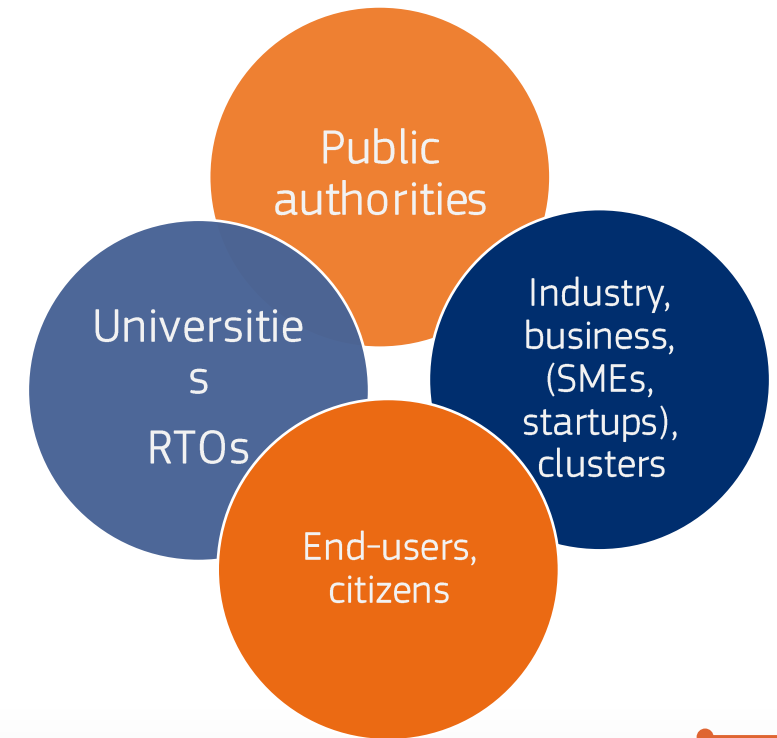 Public
authorities
Universitie
s
RTOs
Industry,
business,
(SMEs,
startups),
clusters
End-users,
citizens